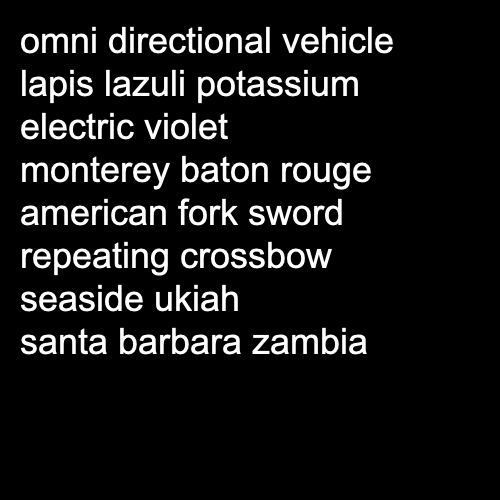 omni directional vehicle
lapis lazuli potassium
electric violet
monterey baton rouge
american fork sword
repeating crossbow
seaside ukiah
santa barbara zambia